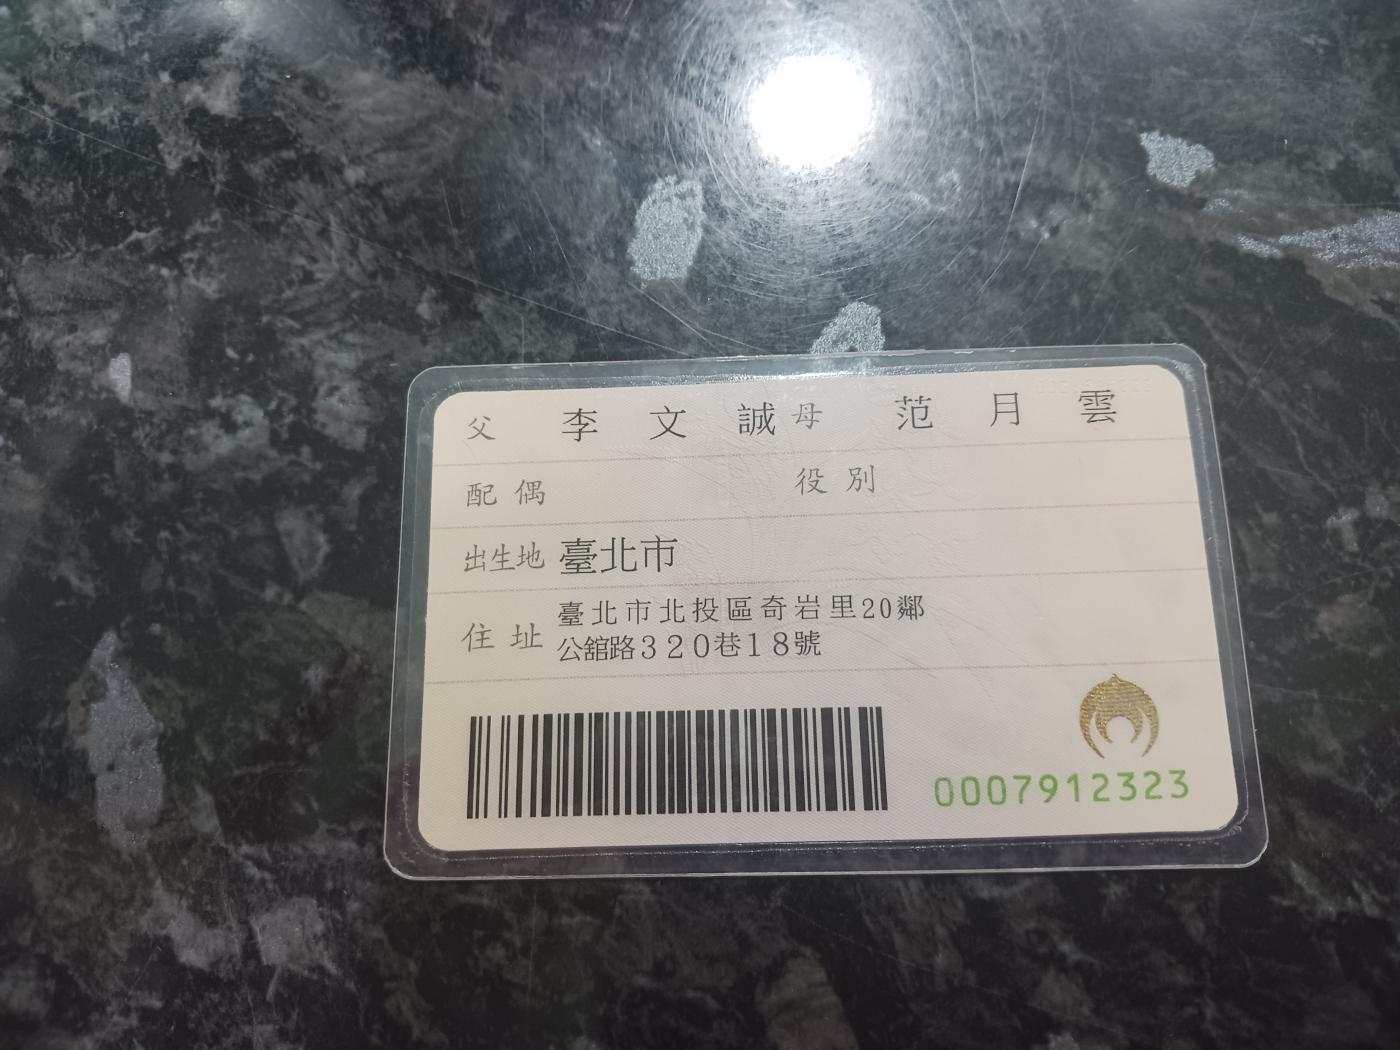 父 李文誠 母 范月雲
配偶 役別
出生地 臺北市
住址 臺北市北投區奇岩里20鄰
公舘路320巷18號
0007912323